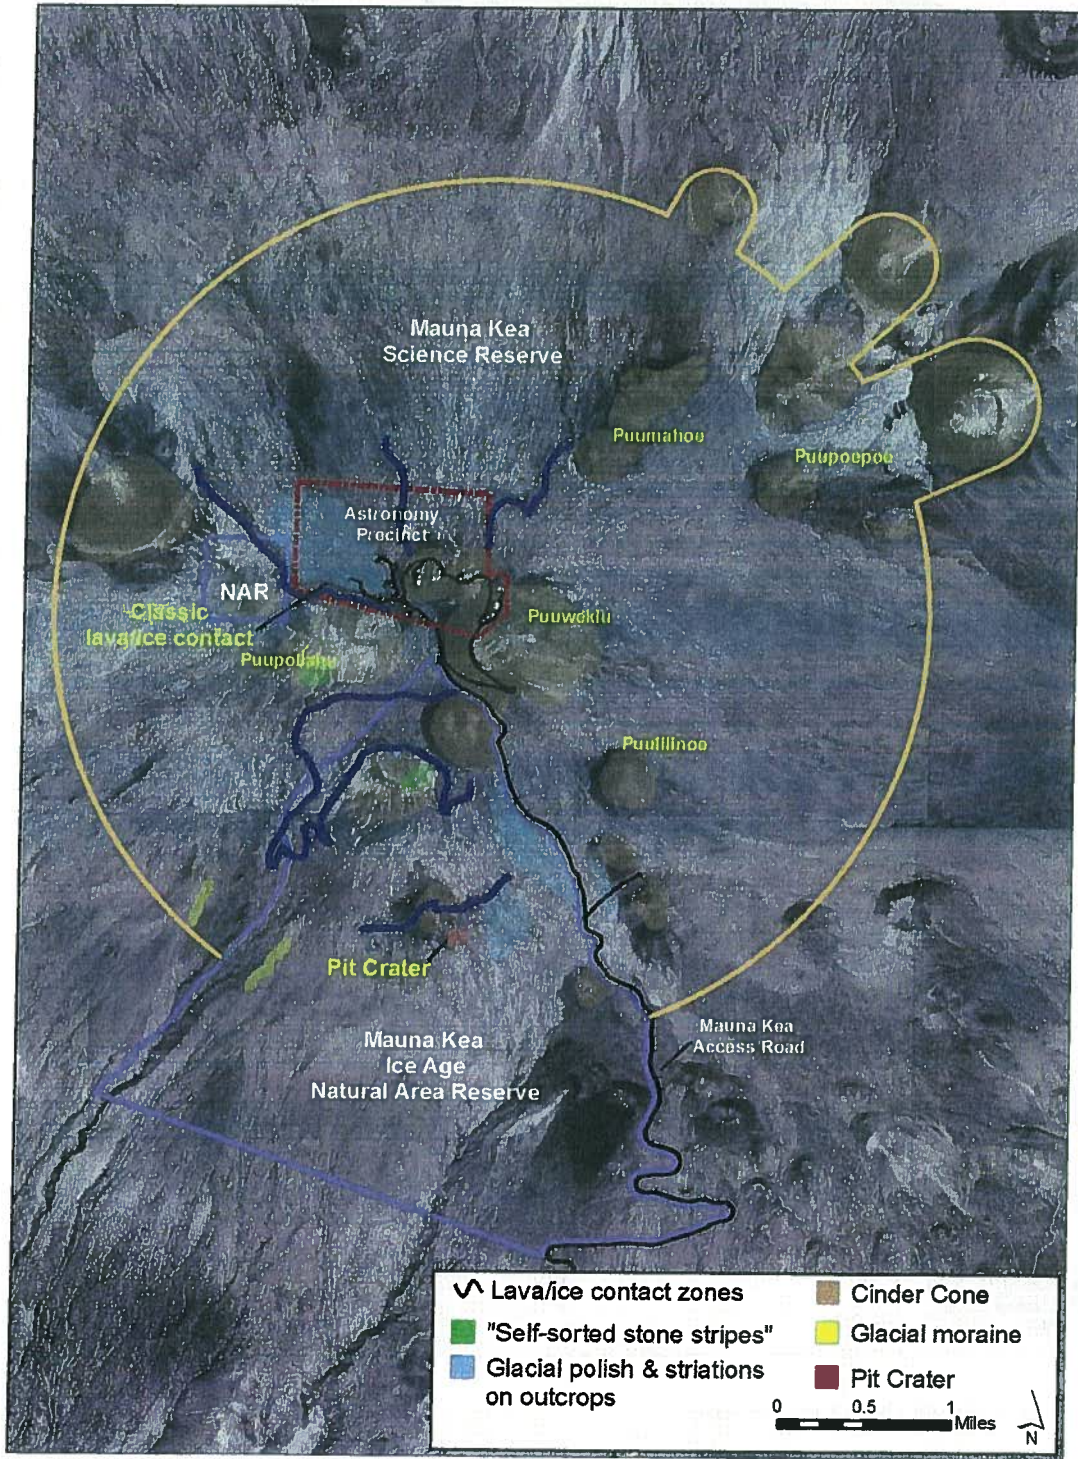 Mauna Kea
Science Reserve
Puumahoe
Puupoepoe
Astronomy
Precinct
NAR
Classic
lava/ice contact
Puuwekiu
Puulilinoe
Pit Crater
Mauna Kea
Ice Age
Natural Area Reserve
Mauna Kea
Access Road
Lava/ice contact zones
"Self-sorted stone stripes"
Glacial polish & striations
on outcrops
Cinder Cone
Glacial moraine
Pit Crater
0 0.5 1
Miles
N